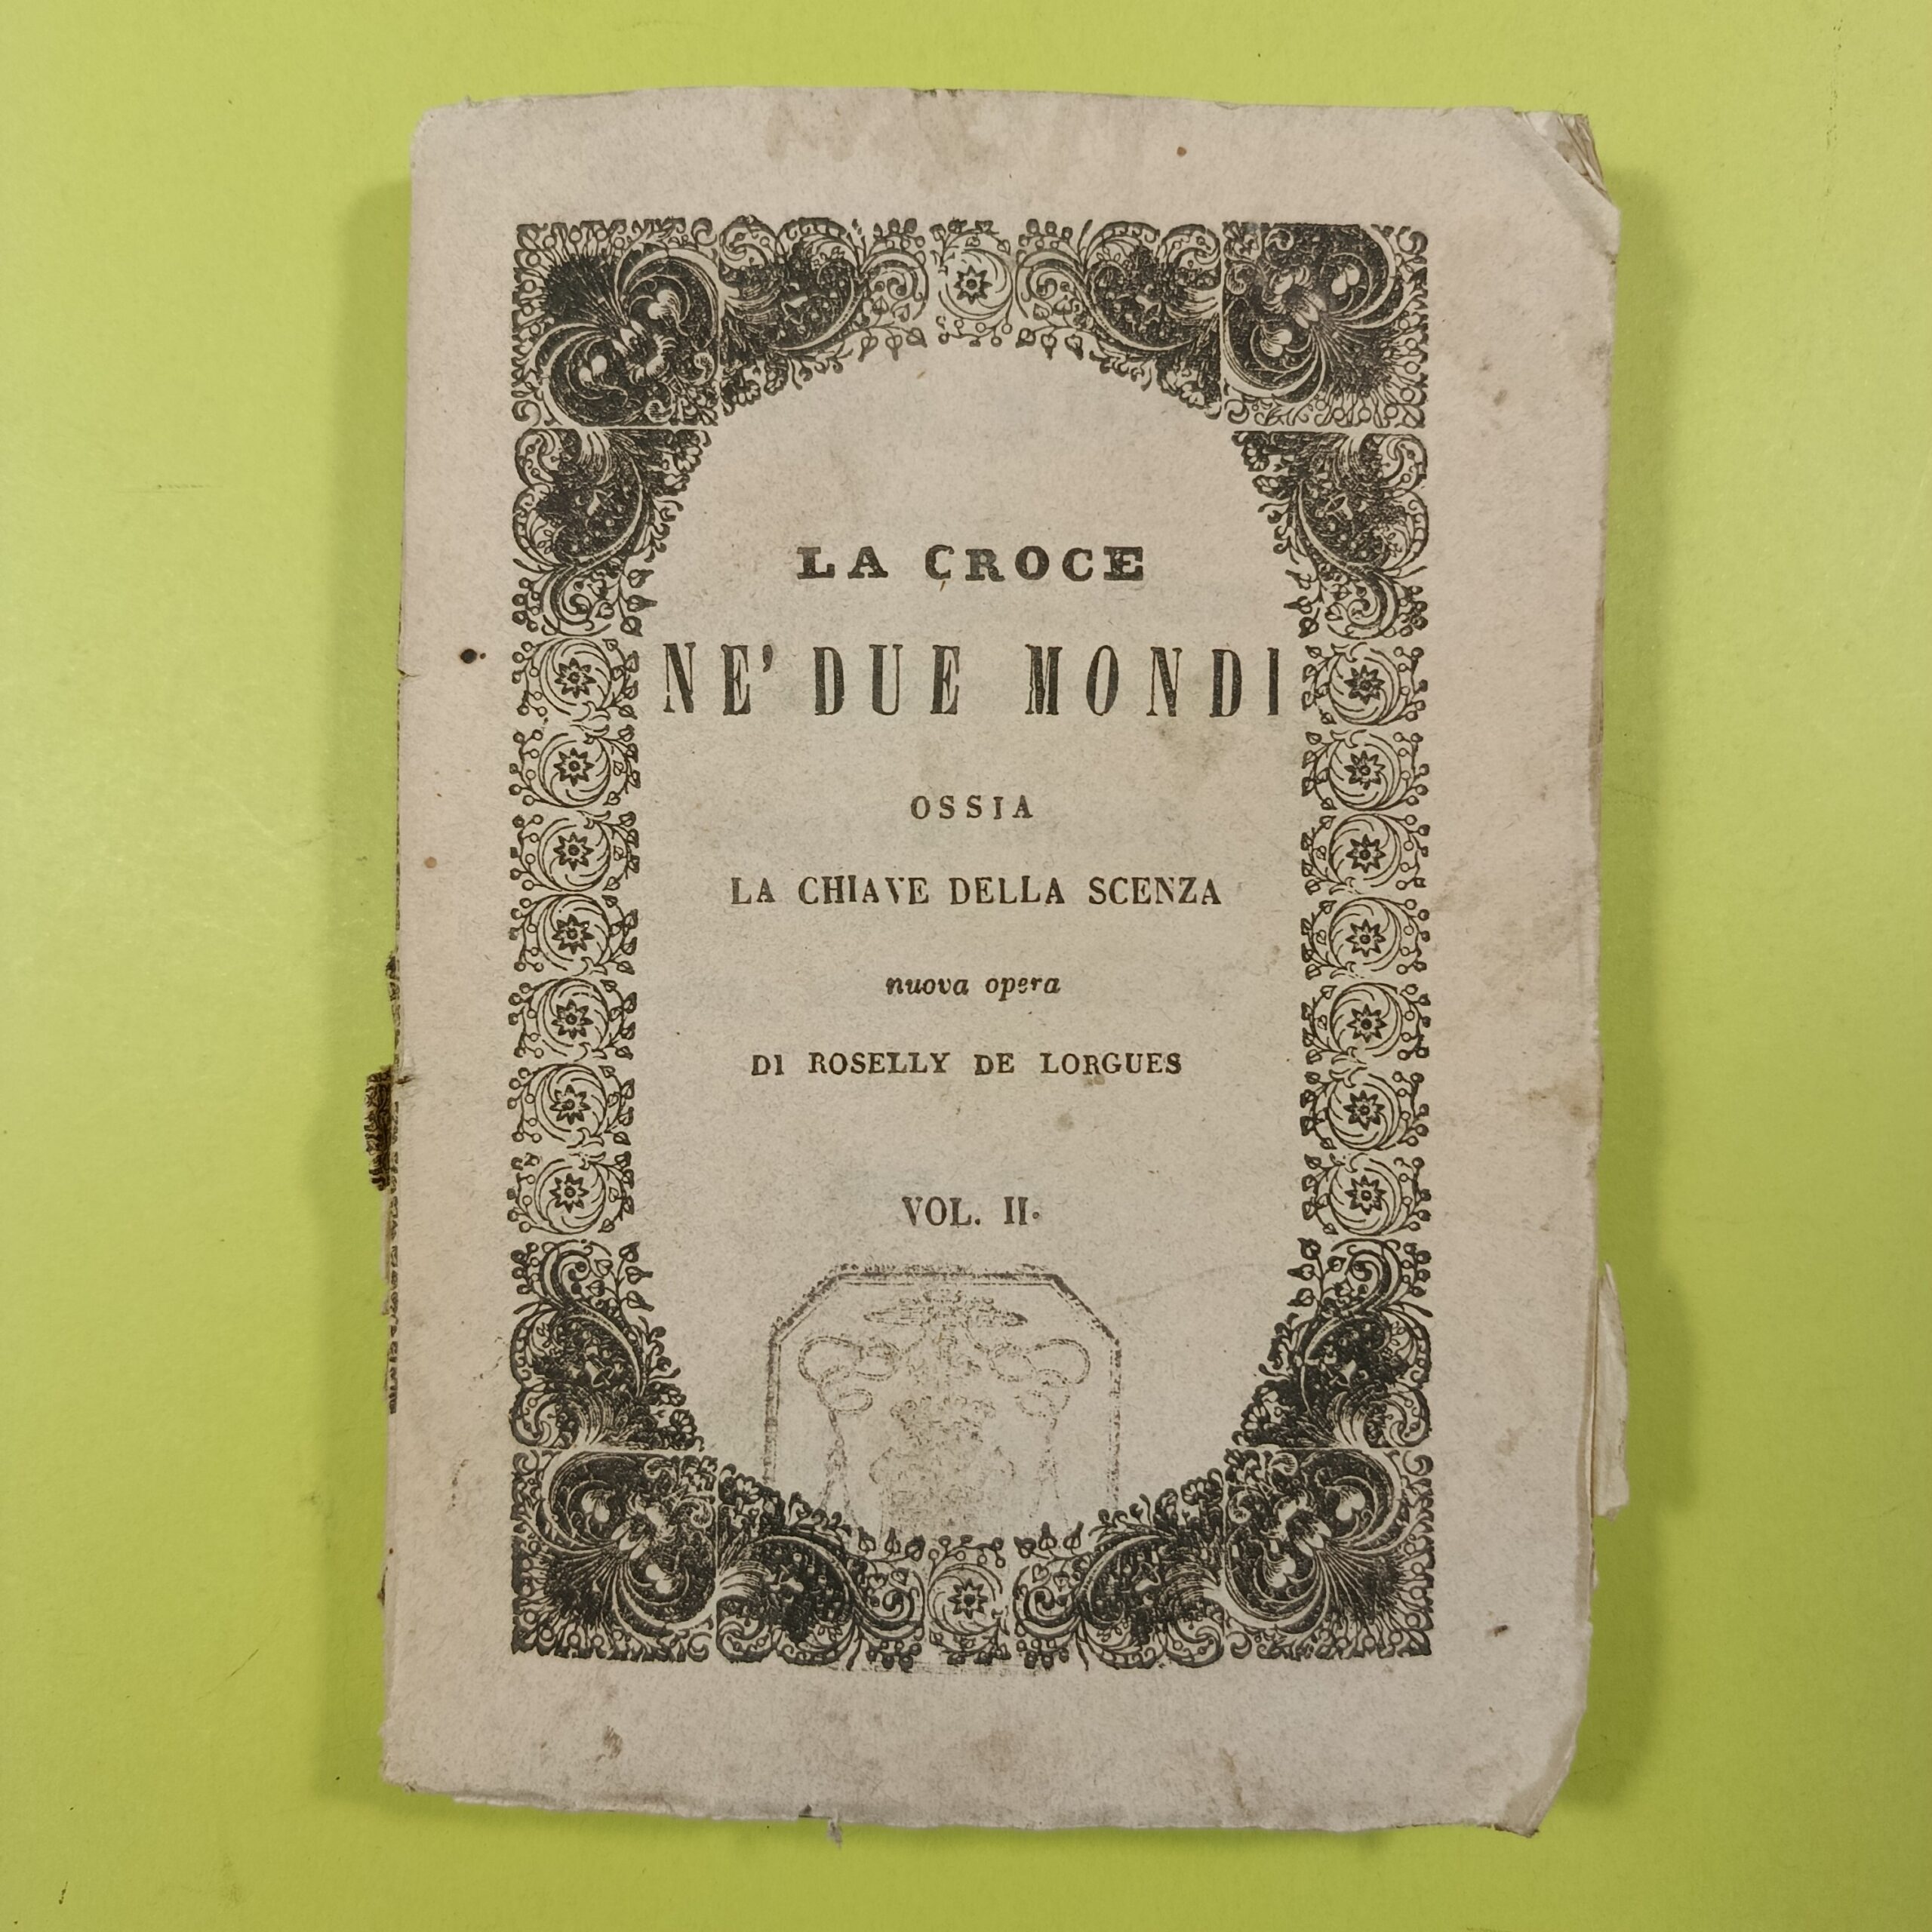 LA CROCE
NE' DUE MONDI
OSSIA
LA CHIAVE DELLA SCENZA
nuova opera
DI ROSELLY DE LORGUES
VOL. II.